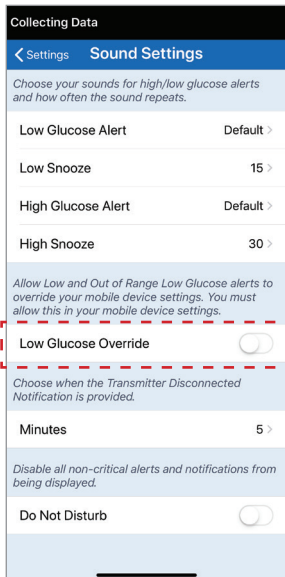 Collecting Data
Settings Sound Settings
Choose your sounds for high/low glucose alerts
and how often the sound repeats.
Low Glucose Alert Default
Low Snooze 15
High Glucose Alert Default
High Snooze 30
Allow Low and Out of Range Low Glucose alerts to
override your mobile device settings. You must
allow this in your mobile device settings.
Low Glucose Override
Choose when the Transmitter Disconnected
Notification is provided.
Minutes 5
Disable all non-critical alerts and notifications from
being displayed.
Do Not Disturb